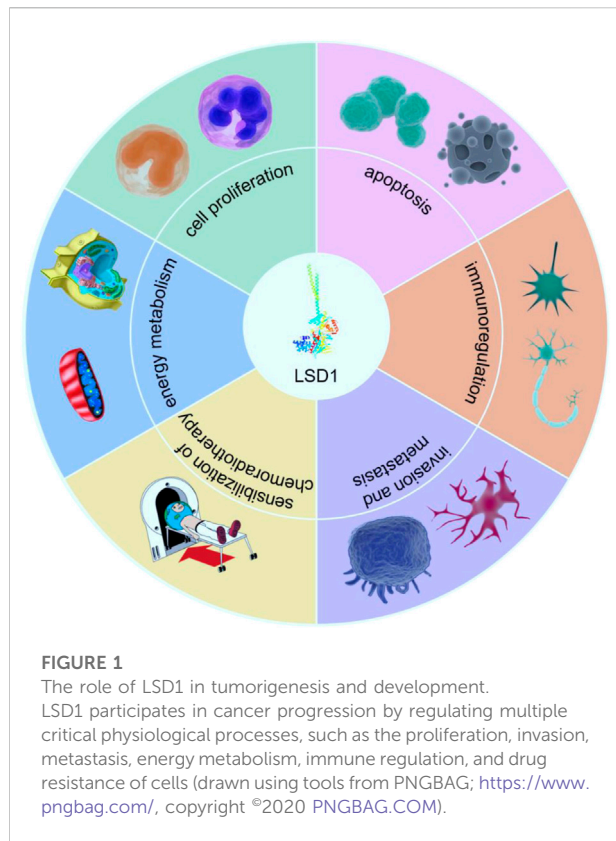 cell proliferation
apoptosis
energy metabolism
immunoregulation
LSD1
sensibilization of
chemoradiotherapy
invasion and
metastasis
FIGURE 1
The role of LSD1 in tumorigenesis and development.
LSD1 participates in cancer progression by regulating multiple
critical physiological processes, such as the proliferation, invasion,
metastasis, energy metabolism, immune regulation, and drug
resistance of cells (drawn using tools from PNGBAG; https://www.
pngbag.com/, copyright ©2020 PNGBAG.COM).